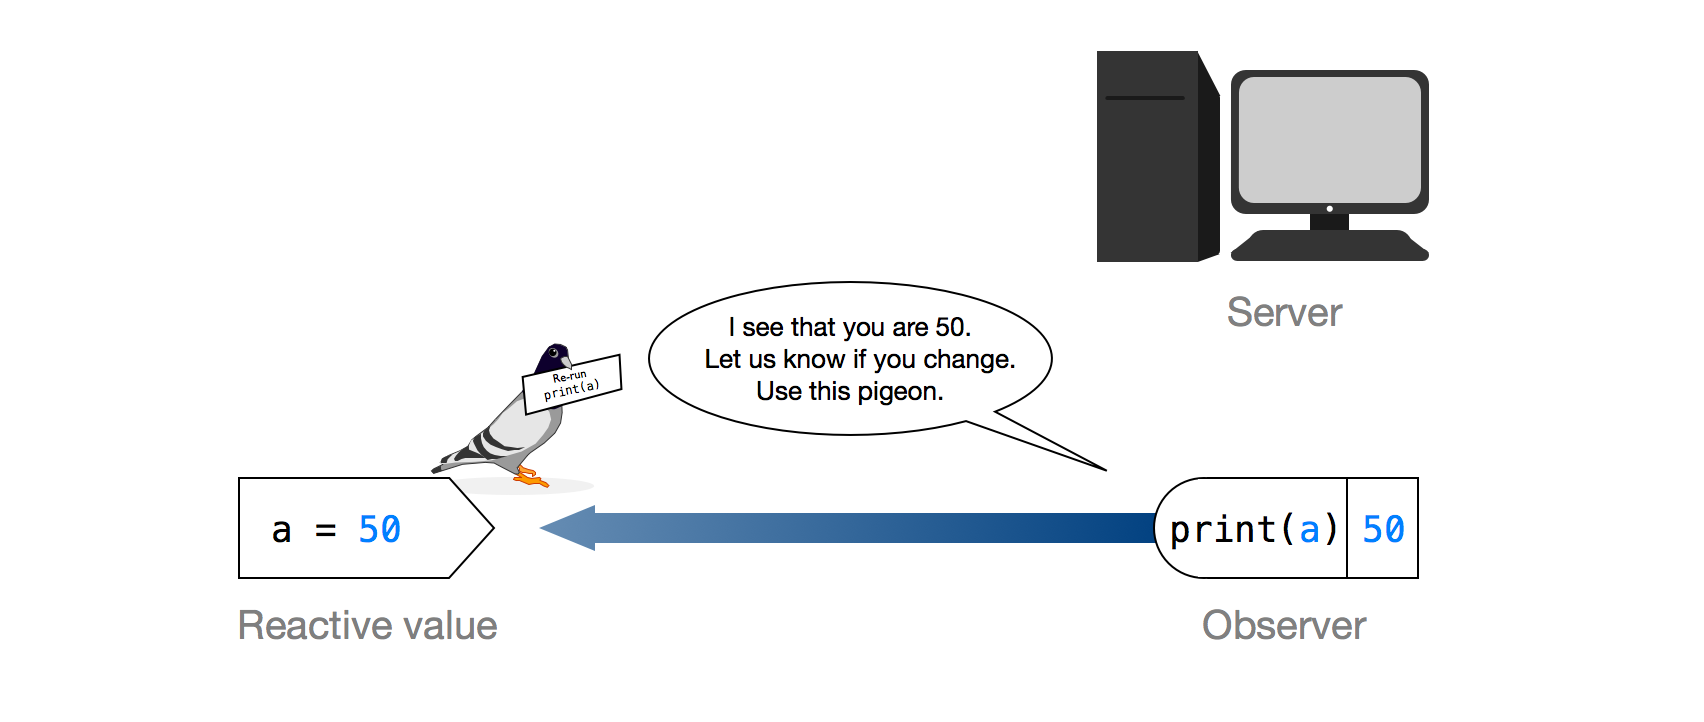 Server
I see that you are 50.
Let us know if you change.
Use this pigeon.
Re-run
print(a)
a = 50
print(a) 50
Reactive value
Observer